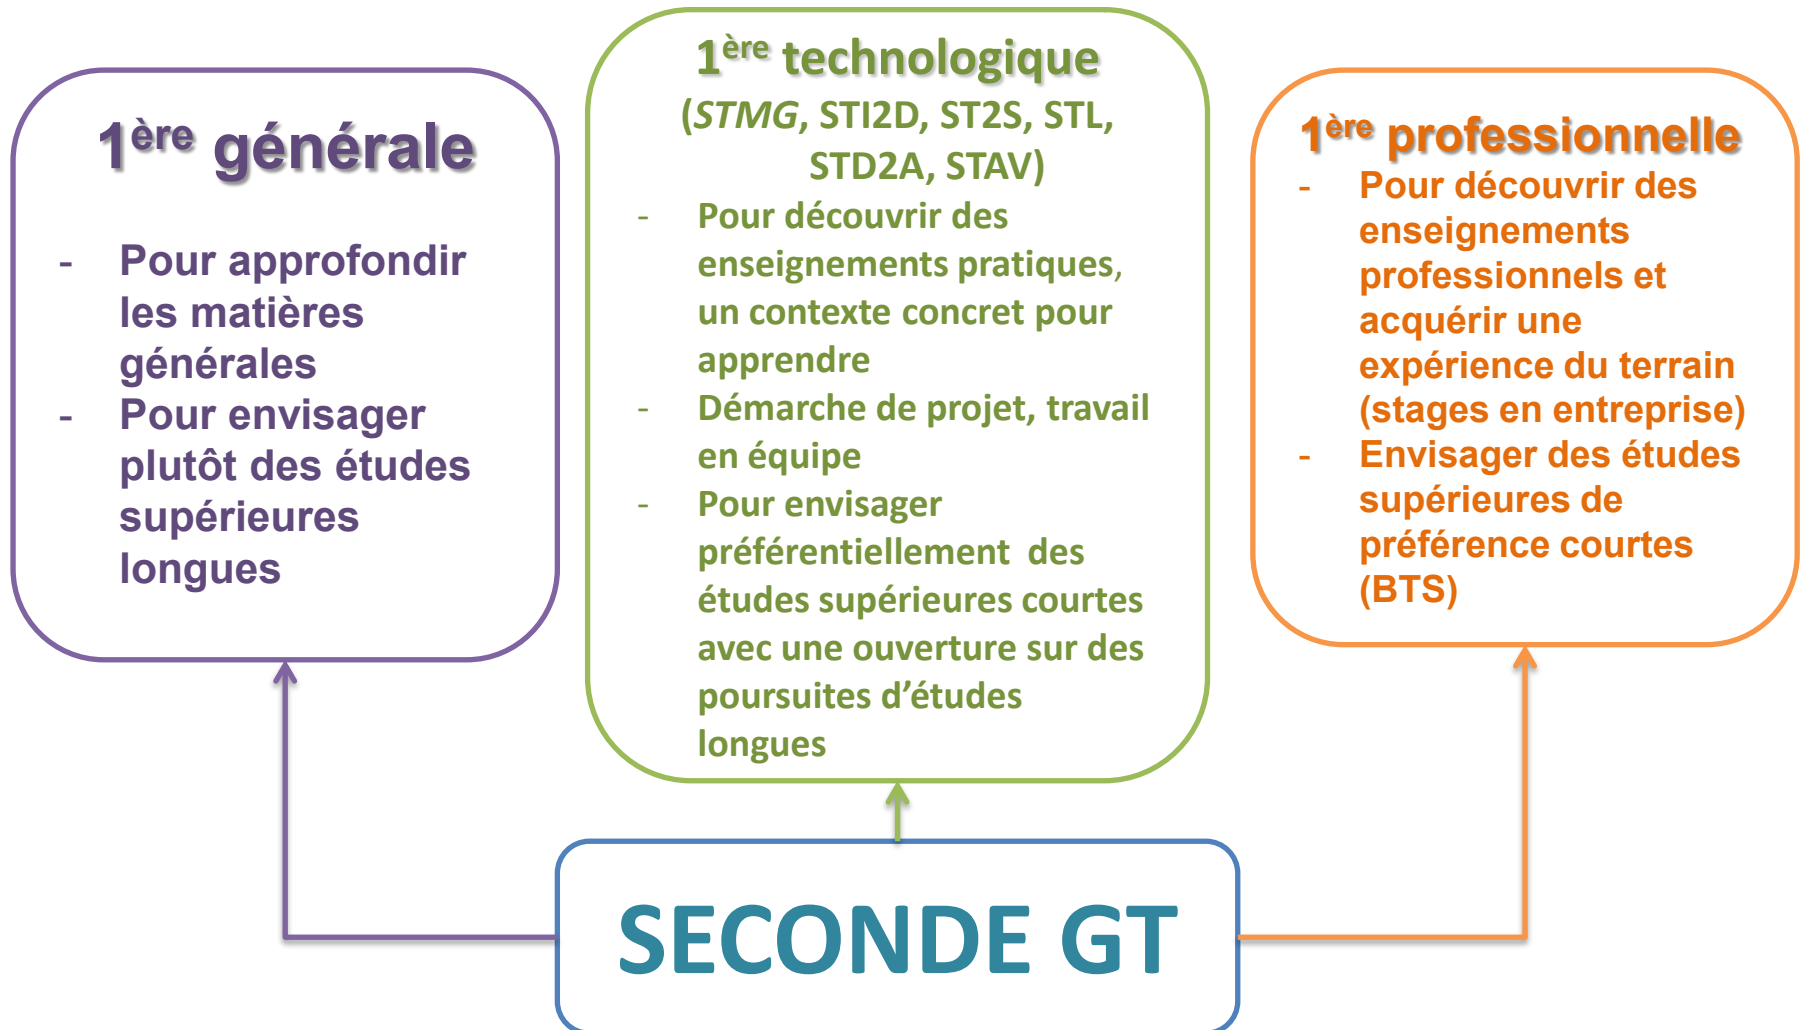 1ère générale
- Pour approfondir
les matières
générales
- Pour envisager
plutôt des études
supérieures
longues
1ère technologique
(STMG, STI2D, ST2S, STL,
STD2A, STAV)
- Pour découvrir des
enseignements pratiques,
un contexte concret pour
apprendre
- Démarche de projet, travail
en équipe
- Pour envisager
préférentiellement des
études supérieures courtes
avec une ouverture sur des
poursuites d’études
longues
1ère professionnelle
- Pour découvrir des
enseignements
professionnels et
acquérir une
expérience du terrain
(stages en entreprise)
- Envisager des études
supérieures de
préférence courtes
(BTS)
SECONDE GT